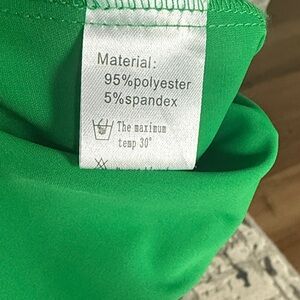 Material:
95%polyester
5%spandex
The maximum
temp 30°